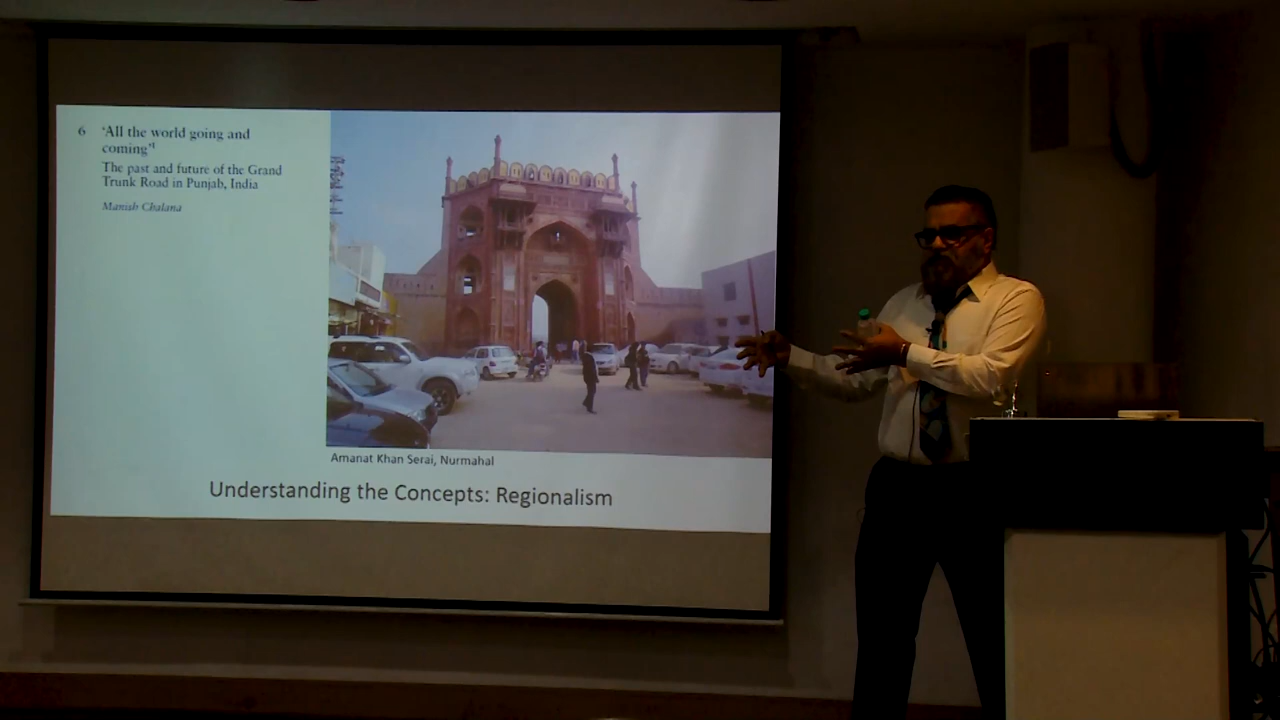 6 'All the world going and
coming'¹
The past and future of the Grand
Trunk Road in Punjab, India
Manish Chalana
Amanat Khan Serai, Nurmahal
Understanding the Concepts: Regionalism